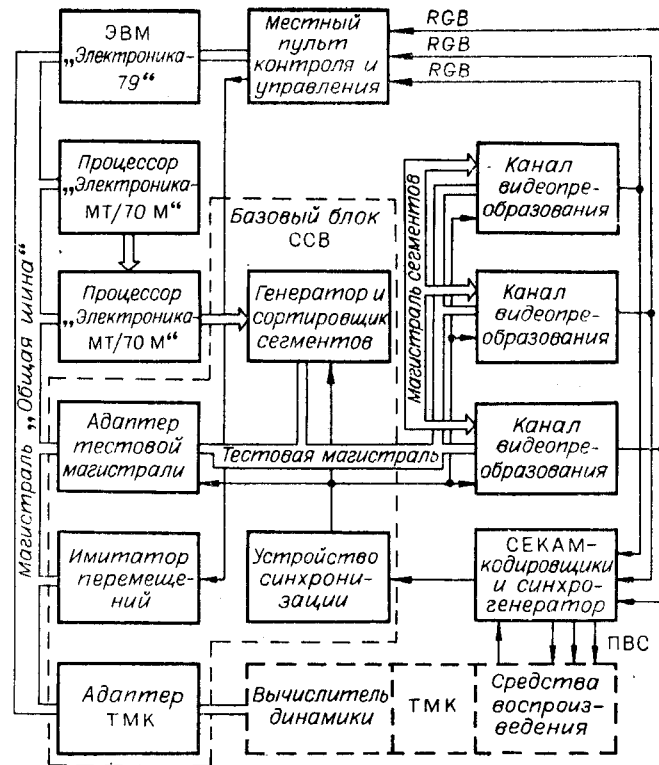 ЭВМ
„Электроника-
79“
Местный
пульт
контроля и
управления
RGB
RGB
RGB
Процессор
„Электроника-
МТ/70 М“
Базовый блок
ССВ
Канал
видеопре-
образования
Процессор
„Электроника-
МТ/70 М“
Генератор и
сортировщик
сегментов
Магистраль сегментов
Канал
видеопре-
образования
Магистраль „Общая шина“
Адаптер
тестовой
магистрали
Тестовая магистраль
Канал
видеопре-
образования
Имитатор
перемеще-
ний
Устройство
синхрони-
зации
СЕКАМ-
кодировщики
и синхро-
генератор
ПВС
Адаптер
ТМК
Вычислитель
динамики
ТМК
Средства
воспроиз-
ведения